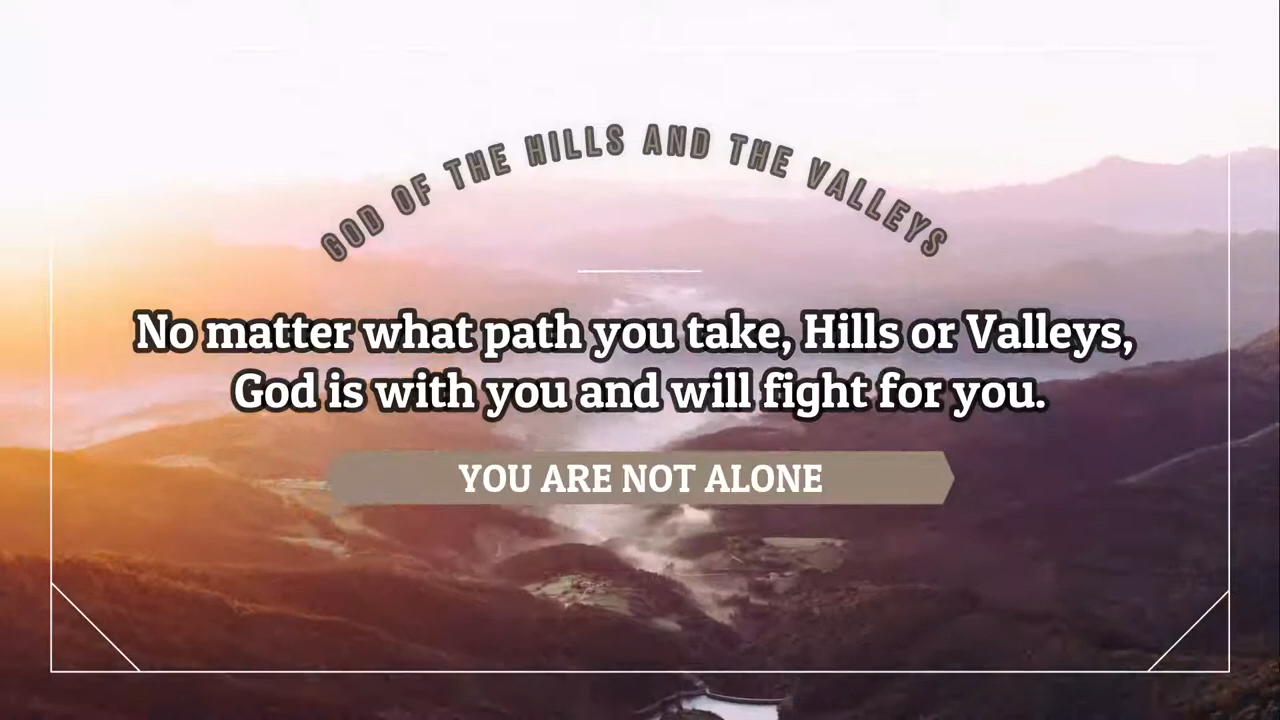 GOD OF THE HILLS AND THE VALLEYS
No matter what path you take, Hills or Valleys,
God is with you and will fight for you.
YOU ARE NOT ALONE